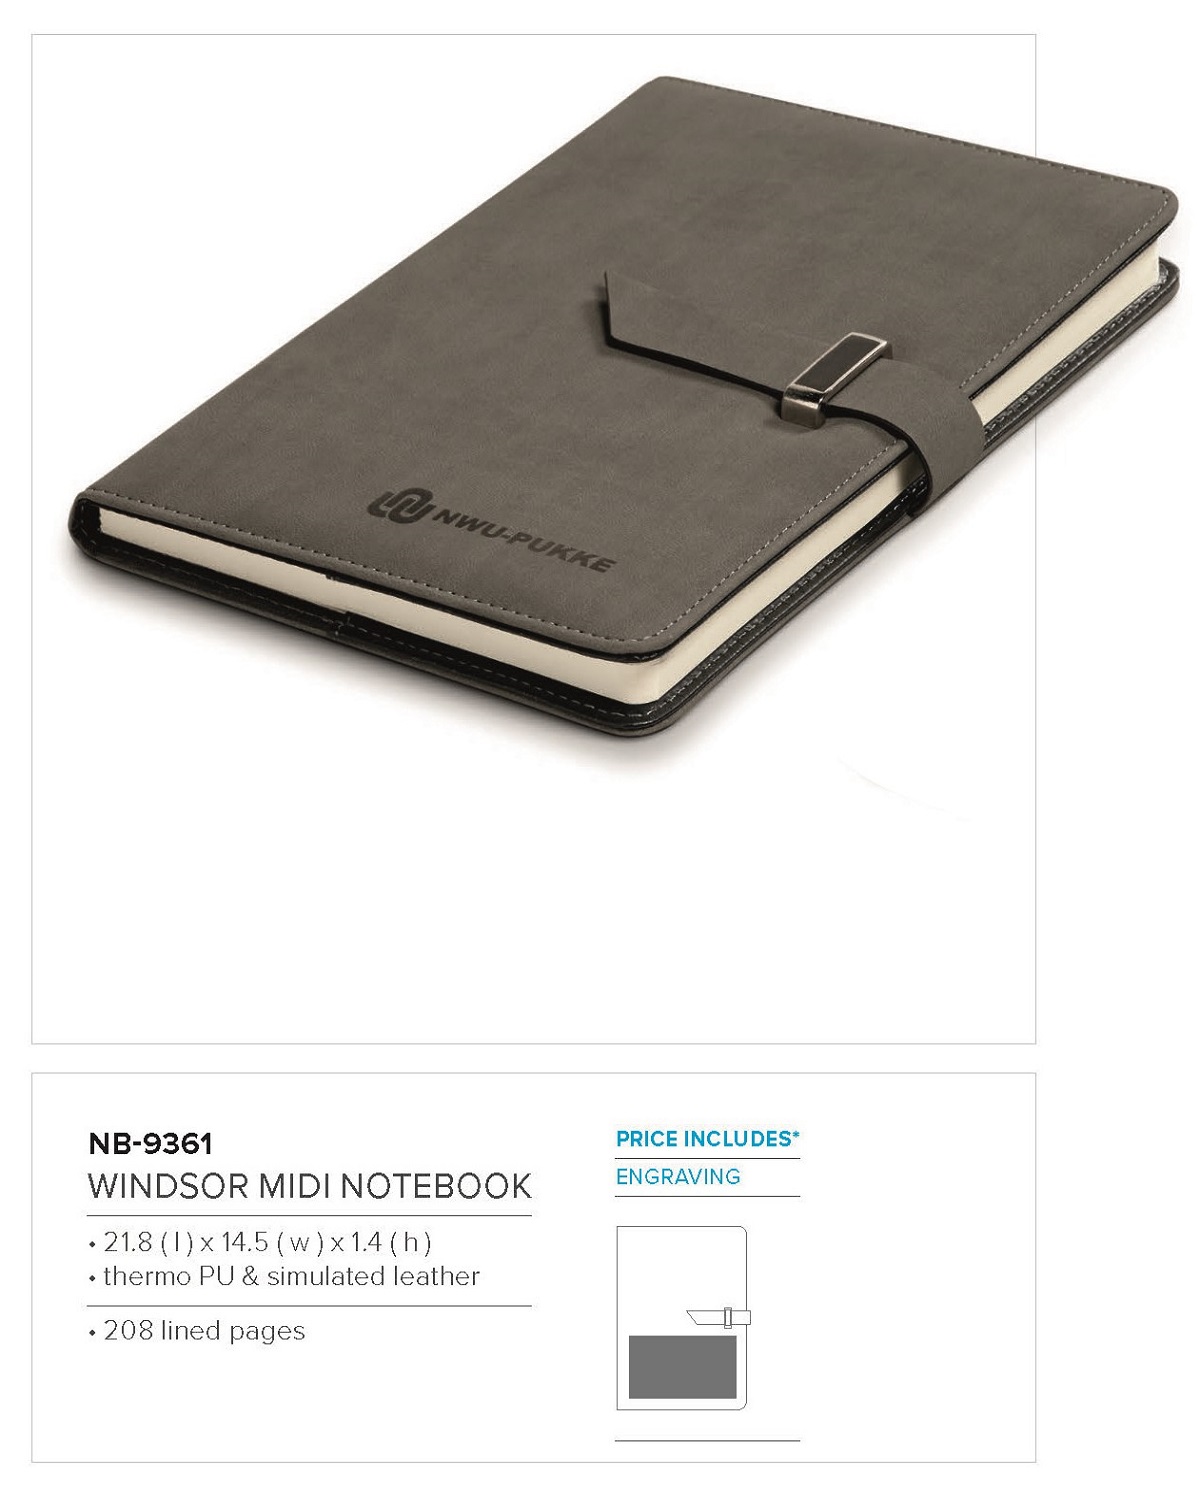 NWU-PUKKE
NB-9361
WINDSOR MIDI NOTEBOOK
• 21.8 ( l ) x 14.5 ( w ) x 1.4 ( h )
• thermo PU & simulated leather
• 208 lined pages
PRICE INCLUDES*
ENGRAVING